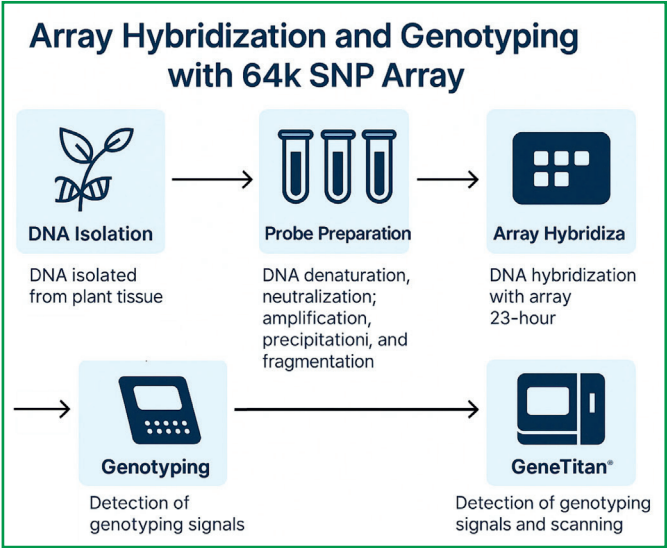 Array Hybridization and Genotyping
with 64k SNP Array
DNA Isolation
DNA isolated
from plant tissue
Probe Preparation
DNA denaturation,
neutralization;
amplification,
precipitationi, and
fragmentation
Array Hybridiza
DNA hybridization
with array
23-hour
Genotyping
Detection of
genotyping signals
GeneTitan®
Detection of genotyping
signals and scanning